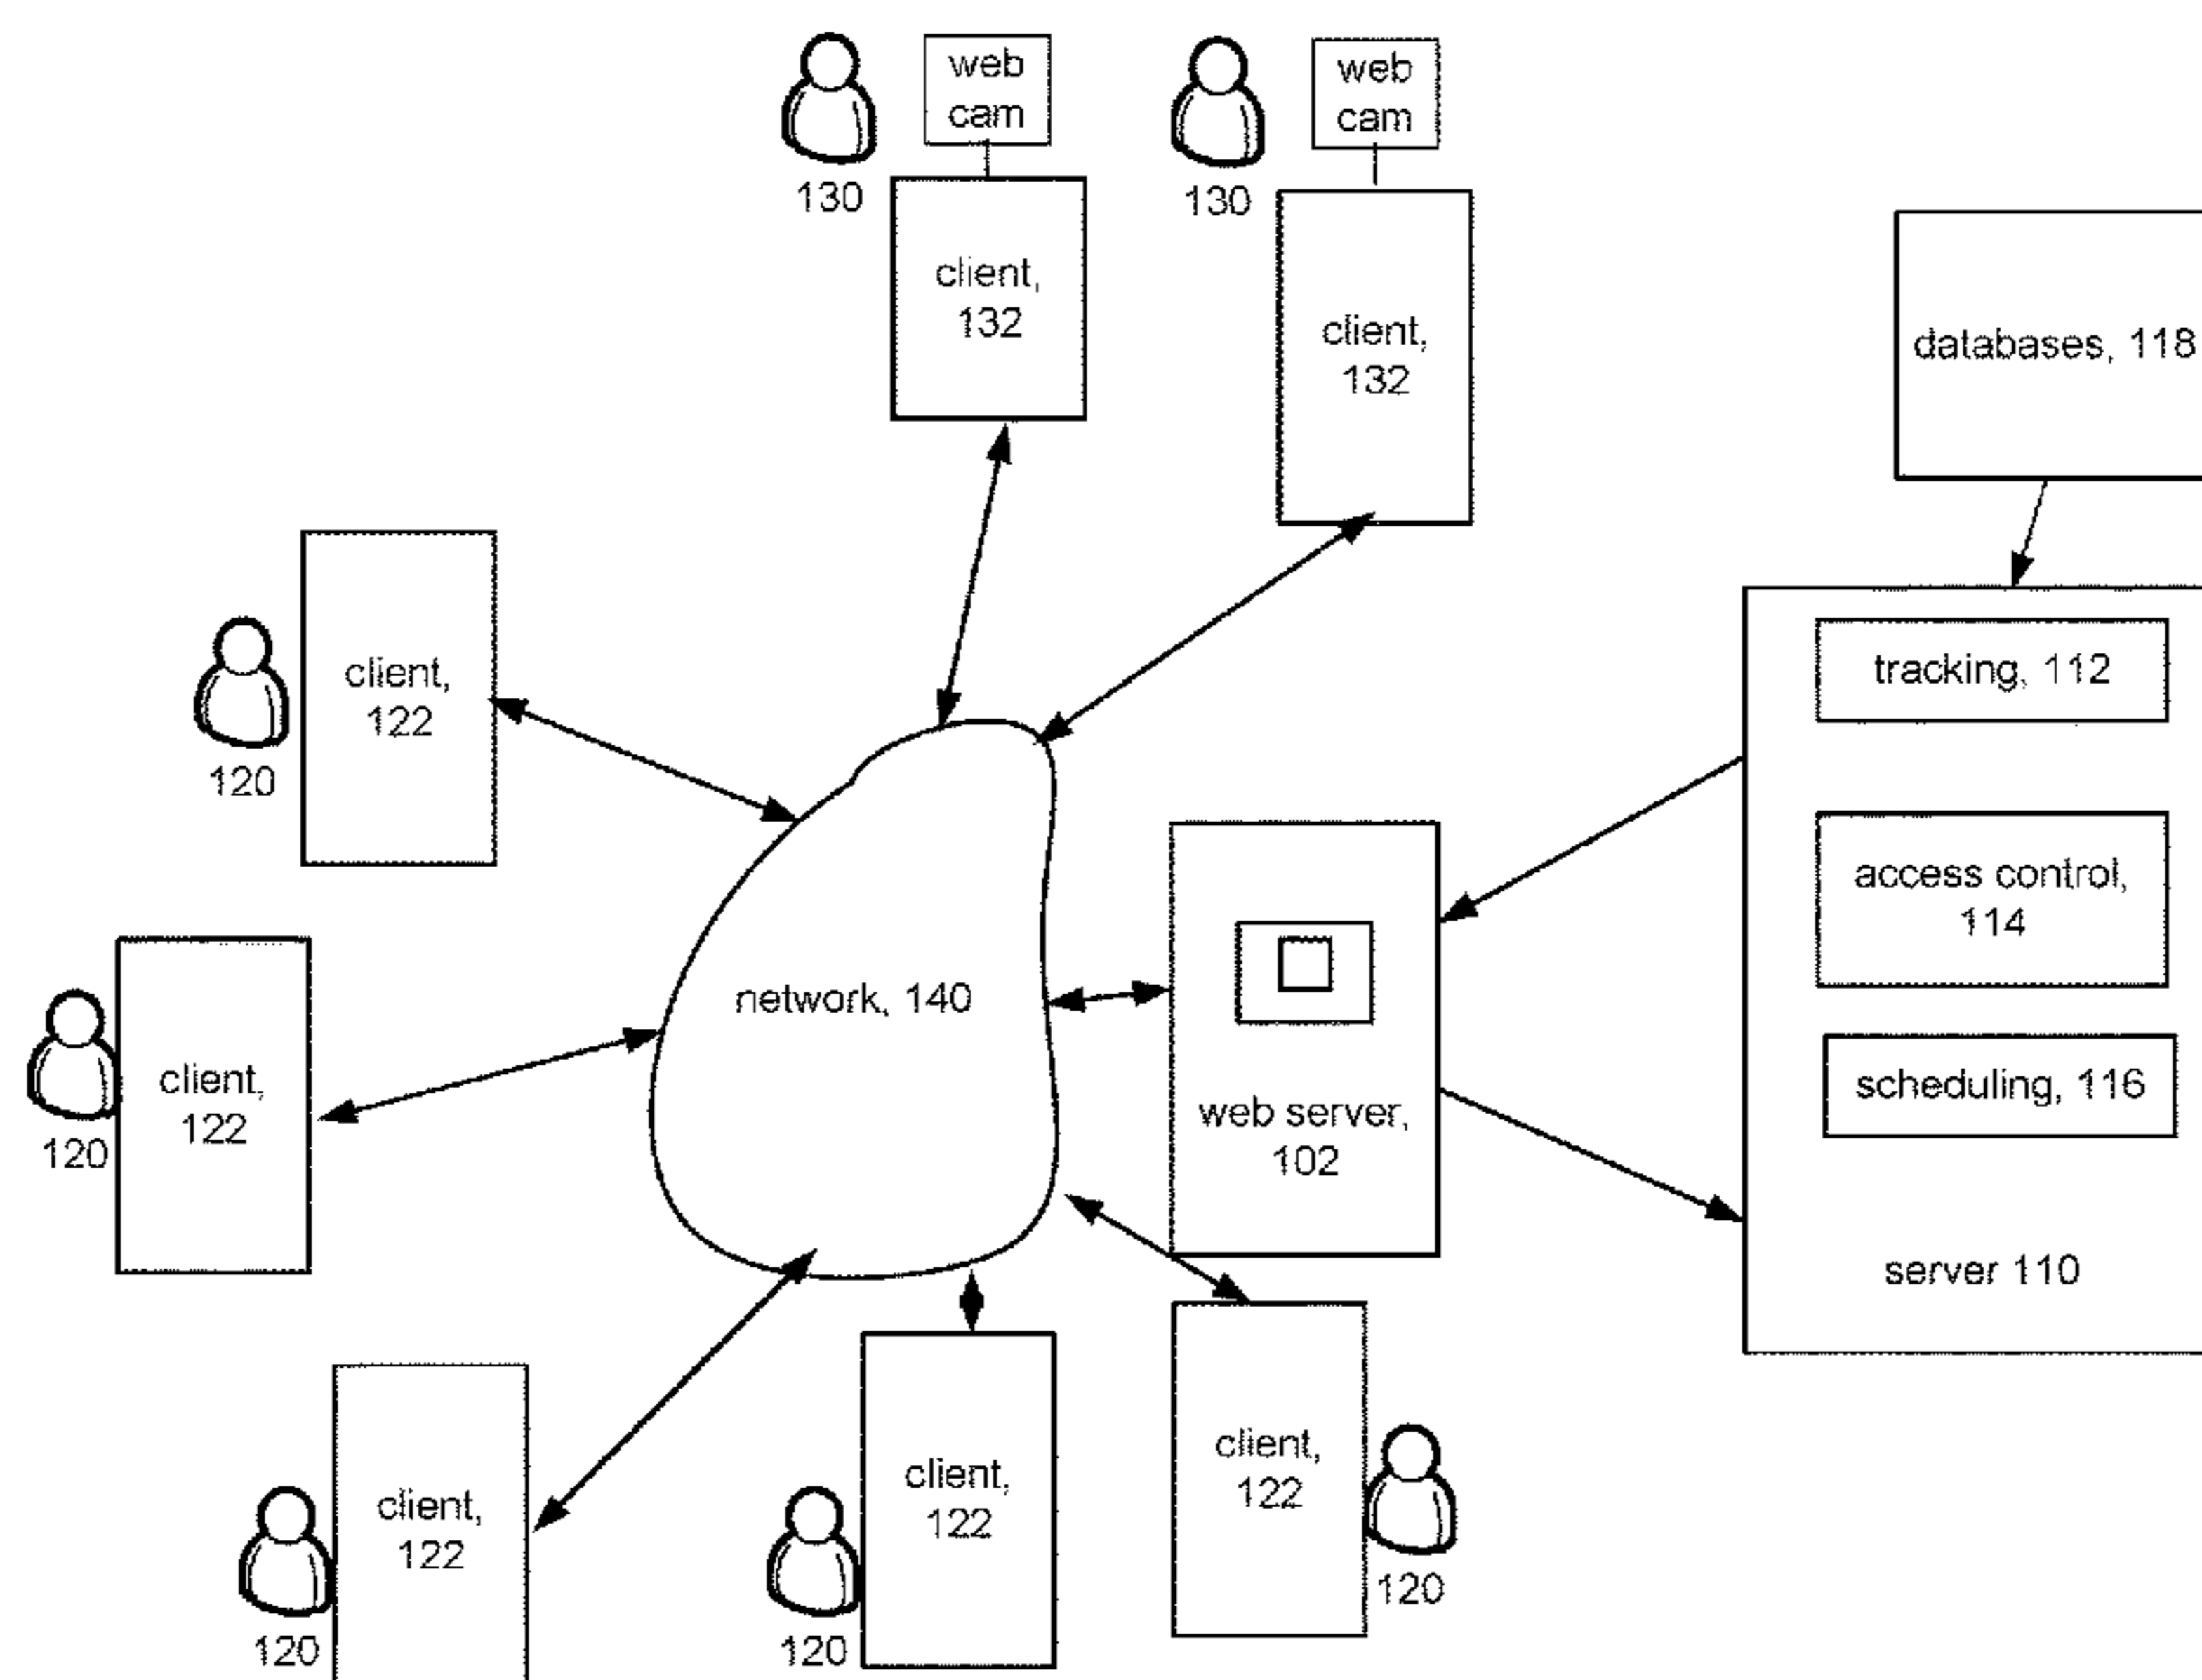 web
cam
130
client,
132
web
cam
130
client,
132
databases, 118
client,
122
120
tracking, 112
access control,
114
scheduling, 116
server 110
network, 140
web server,
102
client,
122
120
client,
122
120
client,
122
120
client,
122
120